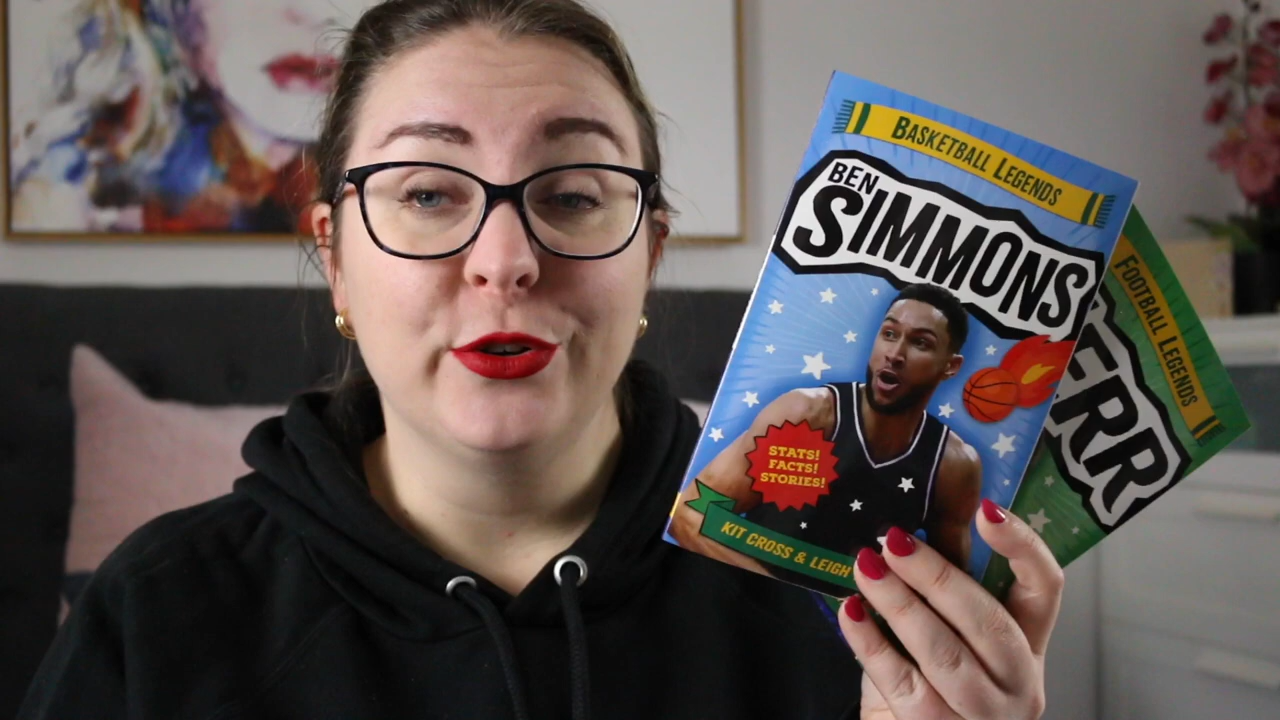 BASKETBALL LEGENDS
BEN
SIMMONS
STATS!
FACTS!
STORIES!
KIT CROSS & LEIGH
FOOTBALL LEGENDS
ERR